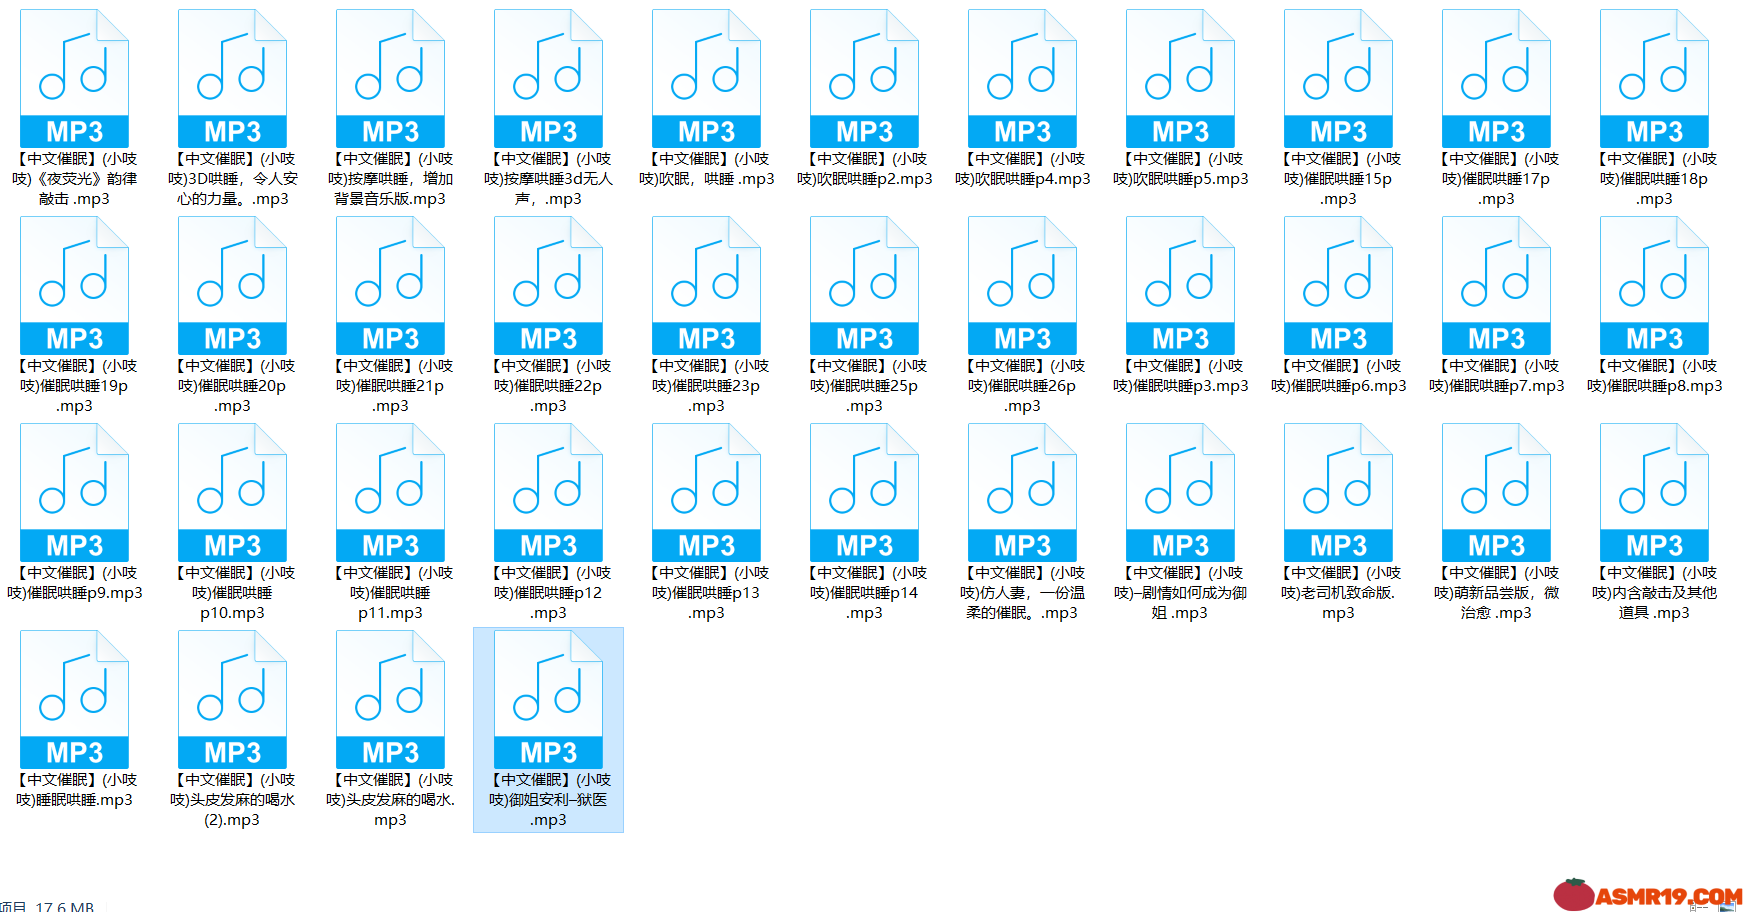 MP3 MP3 MP3 MP3 MP3 MP3 MP3 MP3 MP3 MP3 MP3
【中文催眠】(小吱
吱)《夜荧光》韵律
敲击 .mp3
【中文催眠】(小吱
吱)3D哄睡，令人安
心的力量。.mp3
【中文催眠】(小吱
吱)按摩哄睡，增加
背景音乐版.mp3
【中文催眠】(小吱
吱)按摩哄睡3d无人
声，.mp3
【中文催眠】(小吱
吱)吹眠，哄睡 .mp3
【中文催眠】(小吱
吱)吹眠哄睡p2.mp3
【中文催眠】(小吱
吱)吹眠哄睡p4.mp3
【中文催眠】(小吱
吱)吹眠哄睡p5.mp3
【中文催眠】(小吱
吱)催眠哄睡15p
.mp3
【中文催眠】(小吱
吱)催眠哄睡17p
.mp3
【中文催眠】(小吱
吱)催眠哄睡18p
.mp3
MP3 MP3 MP3 MP3 MP3 MP3 MP3 MP3 MP3 MP3 MP3
【中文催眠】(小吱
吱)催眠哄睡19p
.mp3
【中文催眠】(小吱
吱)催眠哄睡20p
.mp3
【中文催眠】(小吱
吱)催眠哄睡21p
.mp3
【中文催眠】(小吱
吱)催眠哄睡22p
.mp3
【中文催眠】(小吱
吱)催眠哄睡23p
.mp3
【中文催眠】(小吱
吱)催眠哄睡25p
.mp3
【中文催眠】(小吱
吱)催眠哄睡26p
.mp3
【中文催眠】(小吱
吱)催眠哄睡p3.mp3
【中文催眠】(小吱
吱)催眠哄睡p6.mp3
【中文催眠】(小吱
吱)催眠哄睡p7.mp3
【中文催眠】(小吱
吱)催眠哄睡p8.mp3
MP3 MP3 MP3 MP3 MP3 MP3 MP3 MP3 MP3 MP3 MP3
【中文催眠】(小吱
吱)催眠哄睡p9.mp3
【中文催眠】(小吱
吱)催眠哄睡
p10.mp3
【中文催眠】(小吱
吱)催眠哄睡
p11.mp3
【中文催眠】(小吱
吱)催眠哄睡p12
.mp3
【中文催眠】(小吱
吱)催眠哄睡p13
.mp3
【中文催眠】(小吱
吱)催眠哄睡p14
.mp3
【中文催眠】(小吱
吱)仿人妻，一份温
柔的催眠。.mp3
【中文催眠】(小吱
吱)–剧情如何成为御
姐 .mp3
【中文催眠】(小吱
吱)老司机致命版.
mp3
【中文催眠】(小吱
吱)萌新品尝版，微
治愈 .mp3
【中文催眠】(小吱
吱)内含敲击及其他
道具 .mp3
MP3 MP3 MP3 MP3
【中文催眠】(小吱
吱)睡眠哄睡.mp3
【中文催眠】(小吱
吱)头皮发麻的喝水
(2).mp3
【中文催眠】(小吱
吱)头皮发麻的喝水.
mp3
【中文催眠】(小吱
吱)御姐安利–狱医
.mp3
项目 17.6 MB
ASMR19.COM